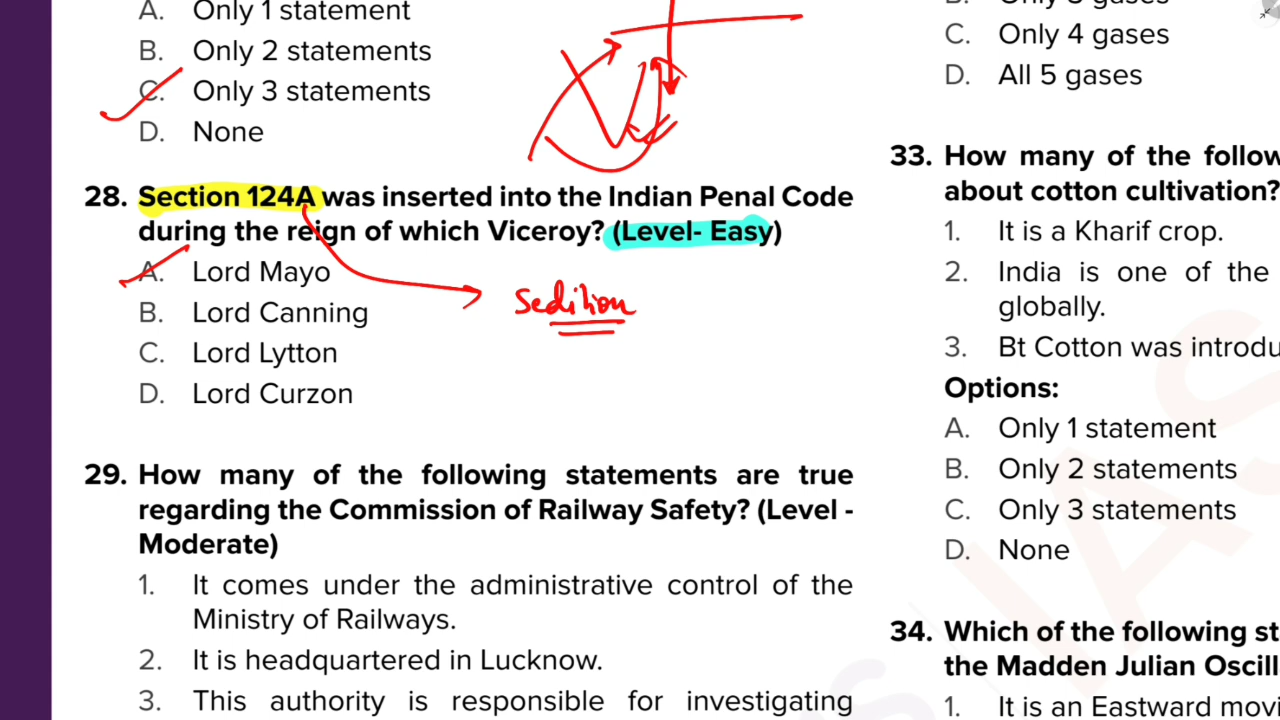 A. Only 1 statement
B. Only 2 statements
C. Only 3 statements
D. None
28. Section 124A was inserted into the Indian Penal Code
during the reign of which Viceroy? (Level- Easy)
A. Lord Mayo
B. Lord Canning
C. Lord Lytton
D. Lord Curzon
Sedition
29. How many of the following statements are true
regarding the Commission of Railway Safety? (Level -
Moderate)
1. It comes under the administrative control of the
Ministry of Railways.
2. It is headquartered in Lucknow.
3. This authority is responsible for investigating
C. Only 4 gases
D. All 5 gases
33. How many of the follow
about cotton cultivation?
1. It is a Kharif crop.
2. India is one of the
globally.
3. Bt Cotton was introdu
Options:
A. Only 1 statement
B. Only 2 statements
C. Only 3 statements
D. None
34. Which of the following st
the Madden Julian Oscill
1. It is an Eastward movi
IAS